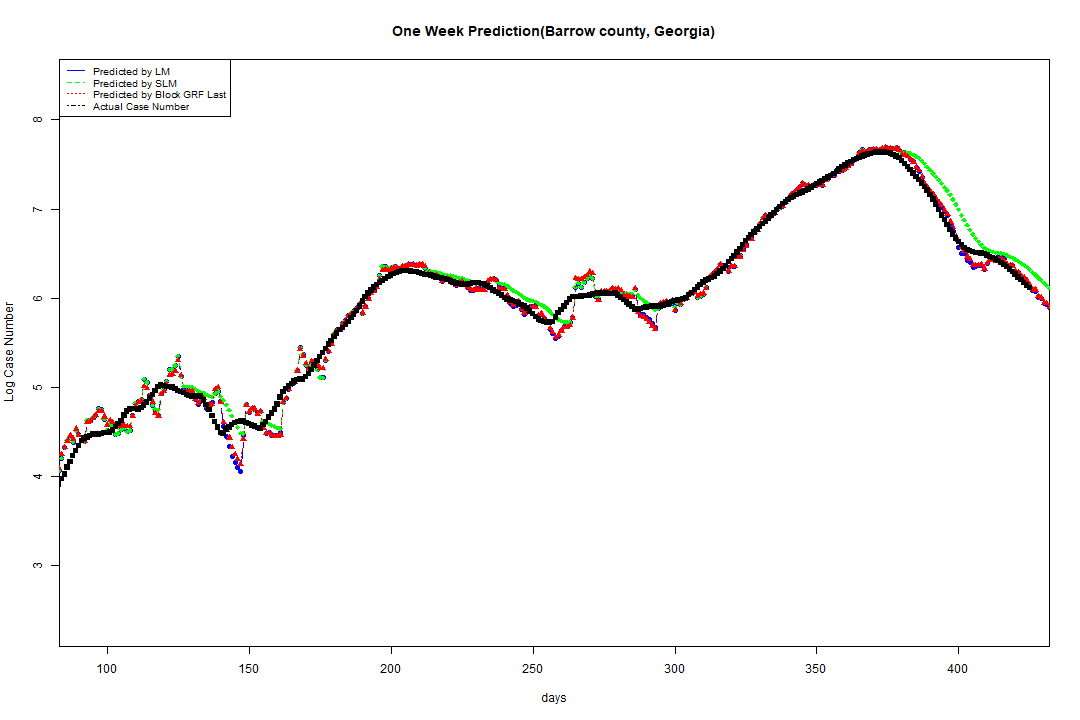 One Week Prediction(Barrow county, Georgia)
Predicted by LM
Predicted by SLM
Predicted by Block GRF Last
Actual Case Number
8
7
6
5
4
3
Log Case Number
100 150 200 250 300 350 400
days